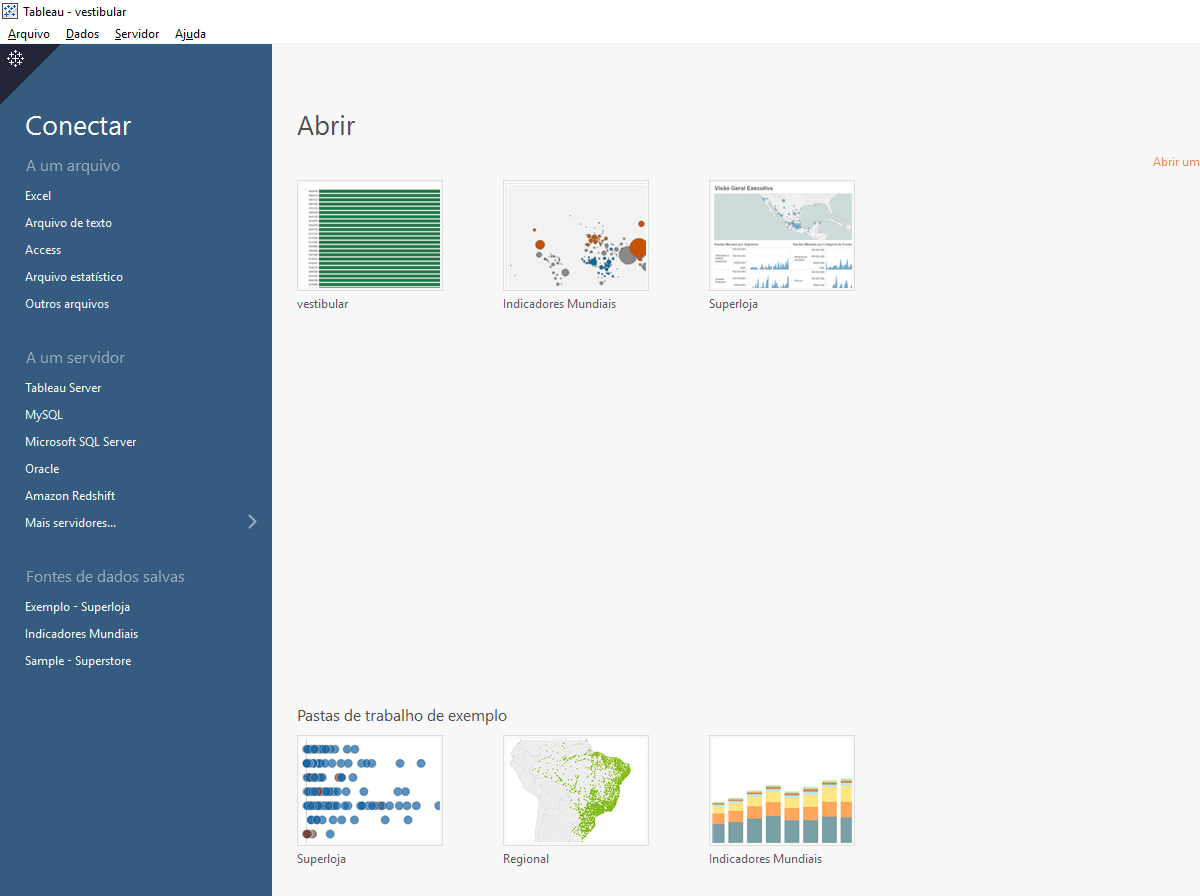 Tableau - vestibular
Arquivo Dados Servidor Ajuda
Conectar
A um arquivo
Excel
Arquivo de texto
Access
Arquivo estatístico
Outros arquivos
A um servidor
Tableau Server
MySQL
Microsoft SQL Server
Oracle
Amazon Redshift
Mais servidores...
Fontes de dados salvas
Exemplo - Superloja
Indicadores Mundiais
Sample - Superstore
Abrir
Abrir um
Visão Geral Executiva
vestibular
Indicadores Mundiais
Superloja
Pastas de trabalho de exemplo
Superloja
Regional
Indicadores Mundiais